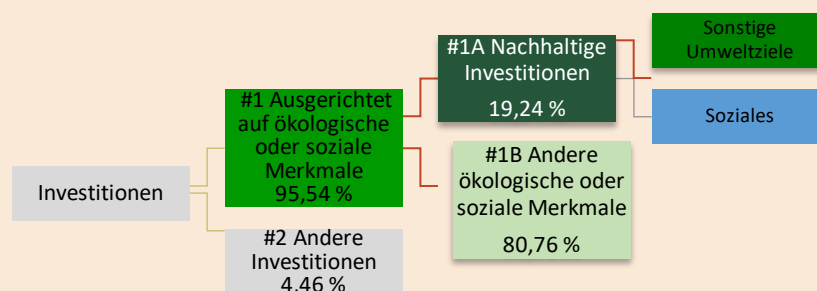 Investitionen
#1 Ausgerichtet
auf ökologische
oder soziale
Merkmale
95,54 %
#2 Andere
Investitionen
4,46 %
#1A Nachhaltige
Investitionen
19,24 %
#1B Andere
ökologische oder
soziale Merkmale
80,76 %
Sonstige
Umweltziele
Soziales